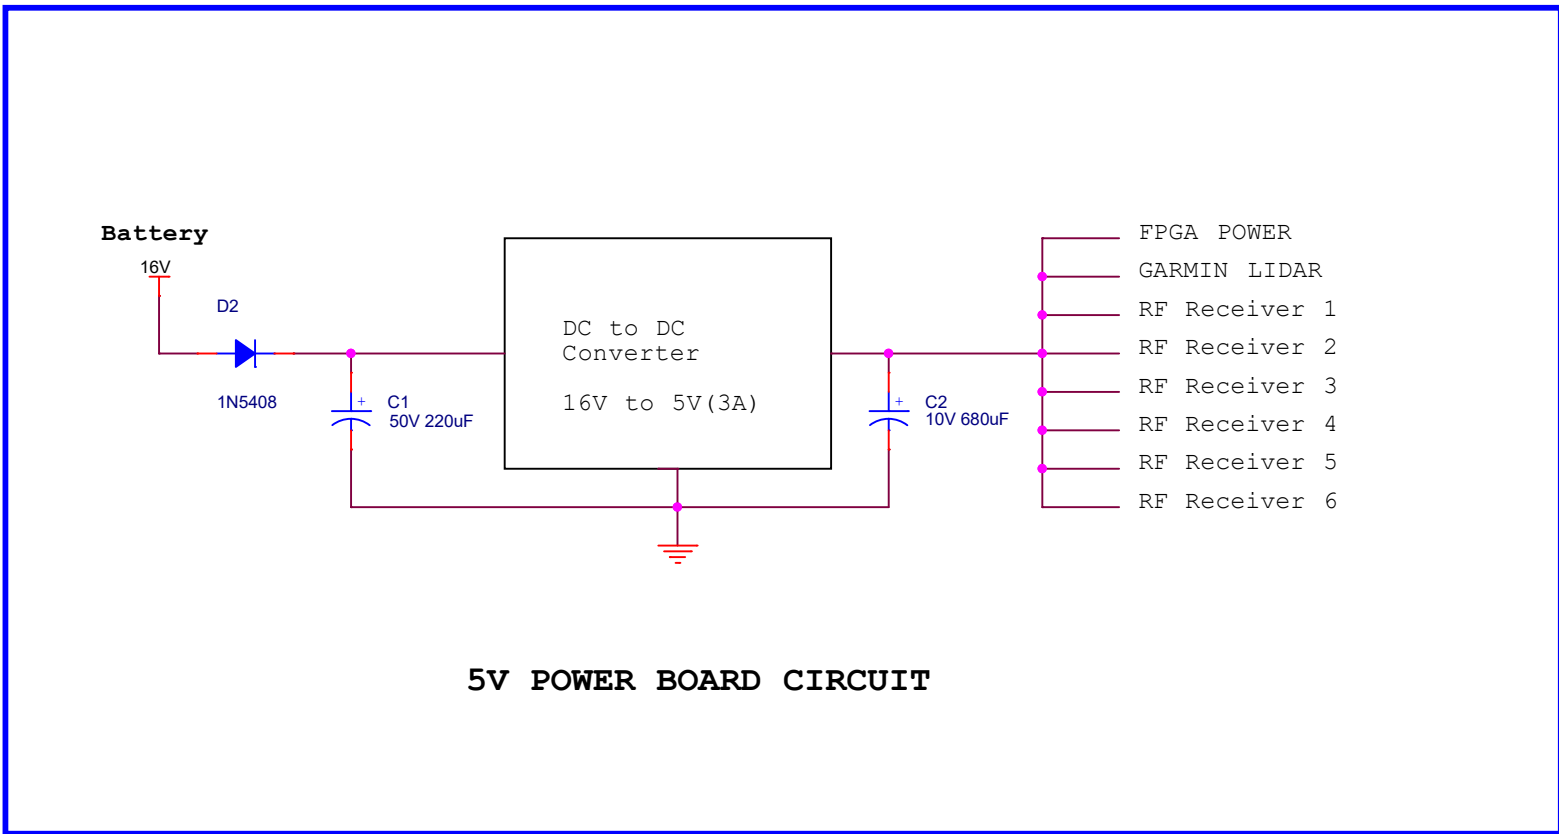 Battery
16V
D2
1N5408
C1
50V 220uF
+
DC to DC
Converter
16V to 5V(3A)
C2
10V 680uF
+
FPGA POWER
GARMIN LIDAR
RF Receiver 1
RF Receiver 2
RF Receiver 3
RF Receiver 4
RF Receiver 5
RF Receiver 6
5V POWER BOARD CIRCUIT